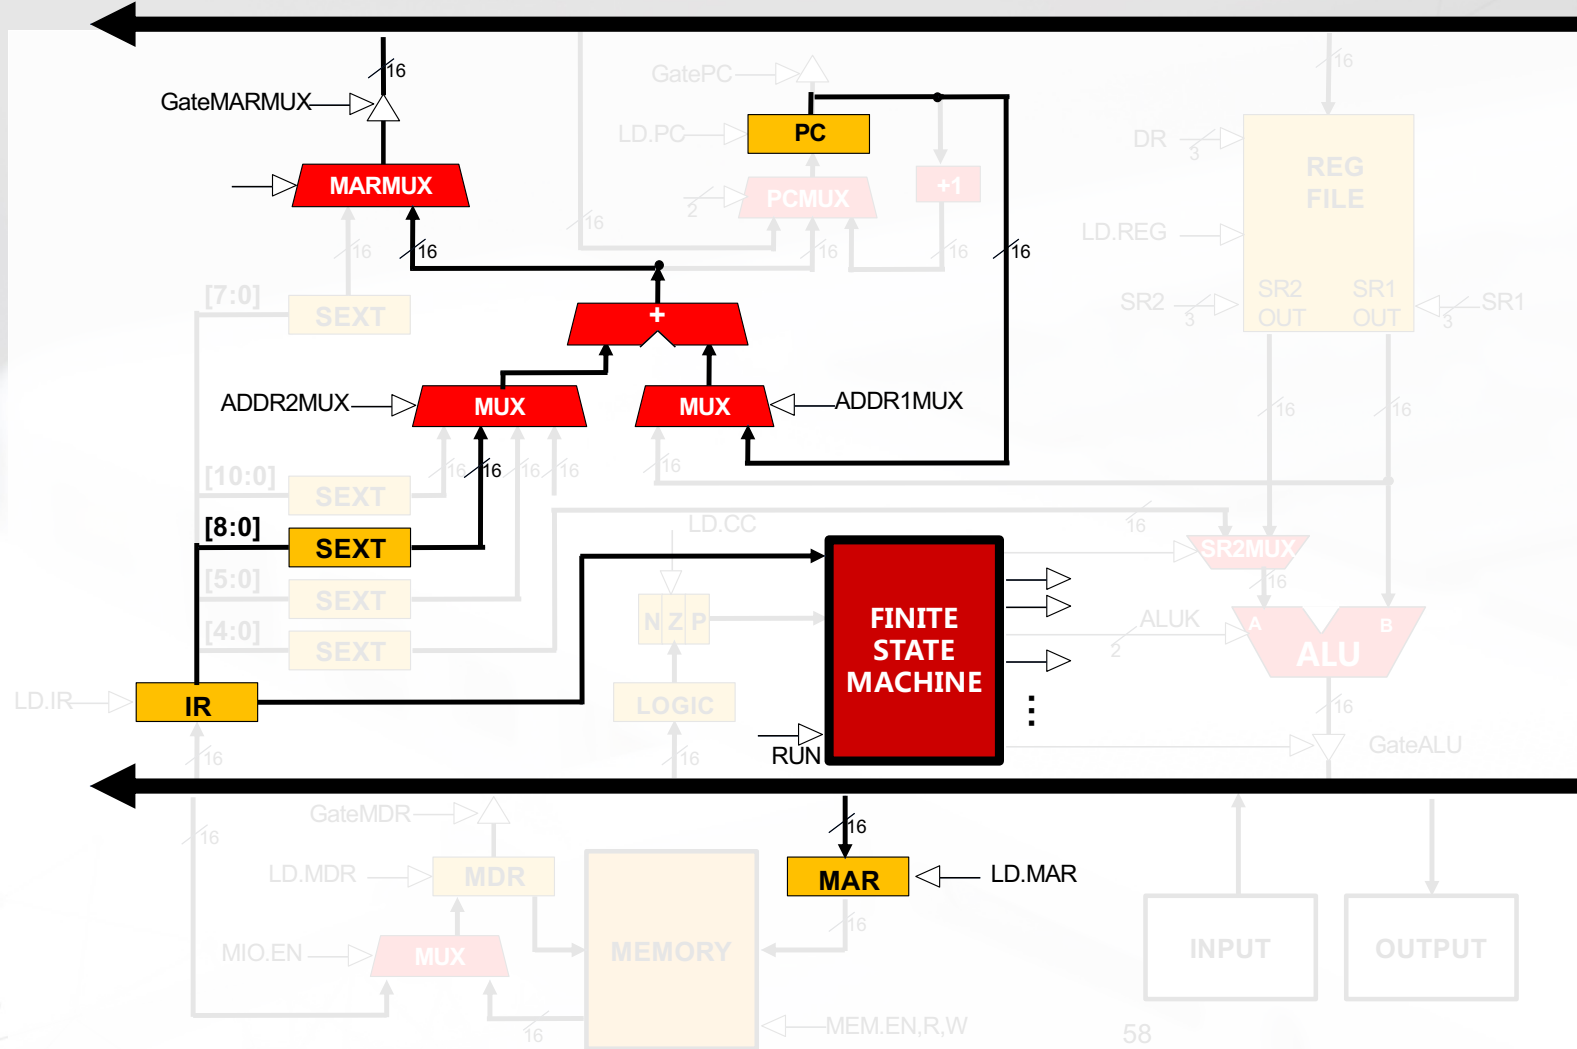 16
GatePC
16
GateMARMUX
LD.PC
PC
DR
3
REG
FILE
MARMUX
PCMUX
2
+1
16
16
16
16
16
16
LD.REG
[7:0]
SEXT
SR2
3
SR2
OUT
SR1
OUT
3
SR1
+
ADDR2MUX
MUX
MUX
ADDR1MUX
16
16
16
16
16
16
16
[10:0]
SEXT
[8:0]
SEXT
LD.CC
16
SR2MUX
16
[5:0]
SEXT
N Z P
FINITE
STATE
MACHINE
ALUK
2
A
B
ALU
[4:0]
SEXT
LD.IR
IR
LOGIC
⋮
16
16
16
RUN
GateALU
GateMDR
16
16
LD.MDR
MDR
MAR
LD.MAR
16
MIO.EN
MUX
MEMORY
INPUT
OUTPUT
16
MEM.EN,R,W
58